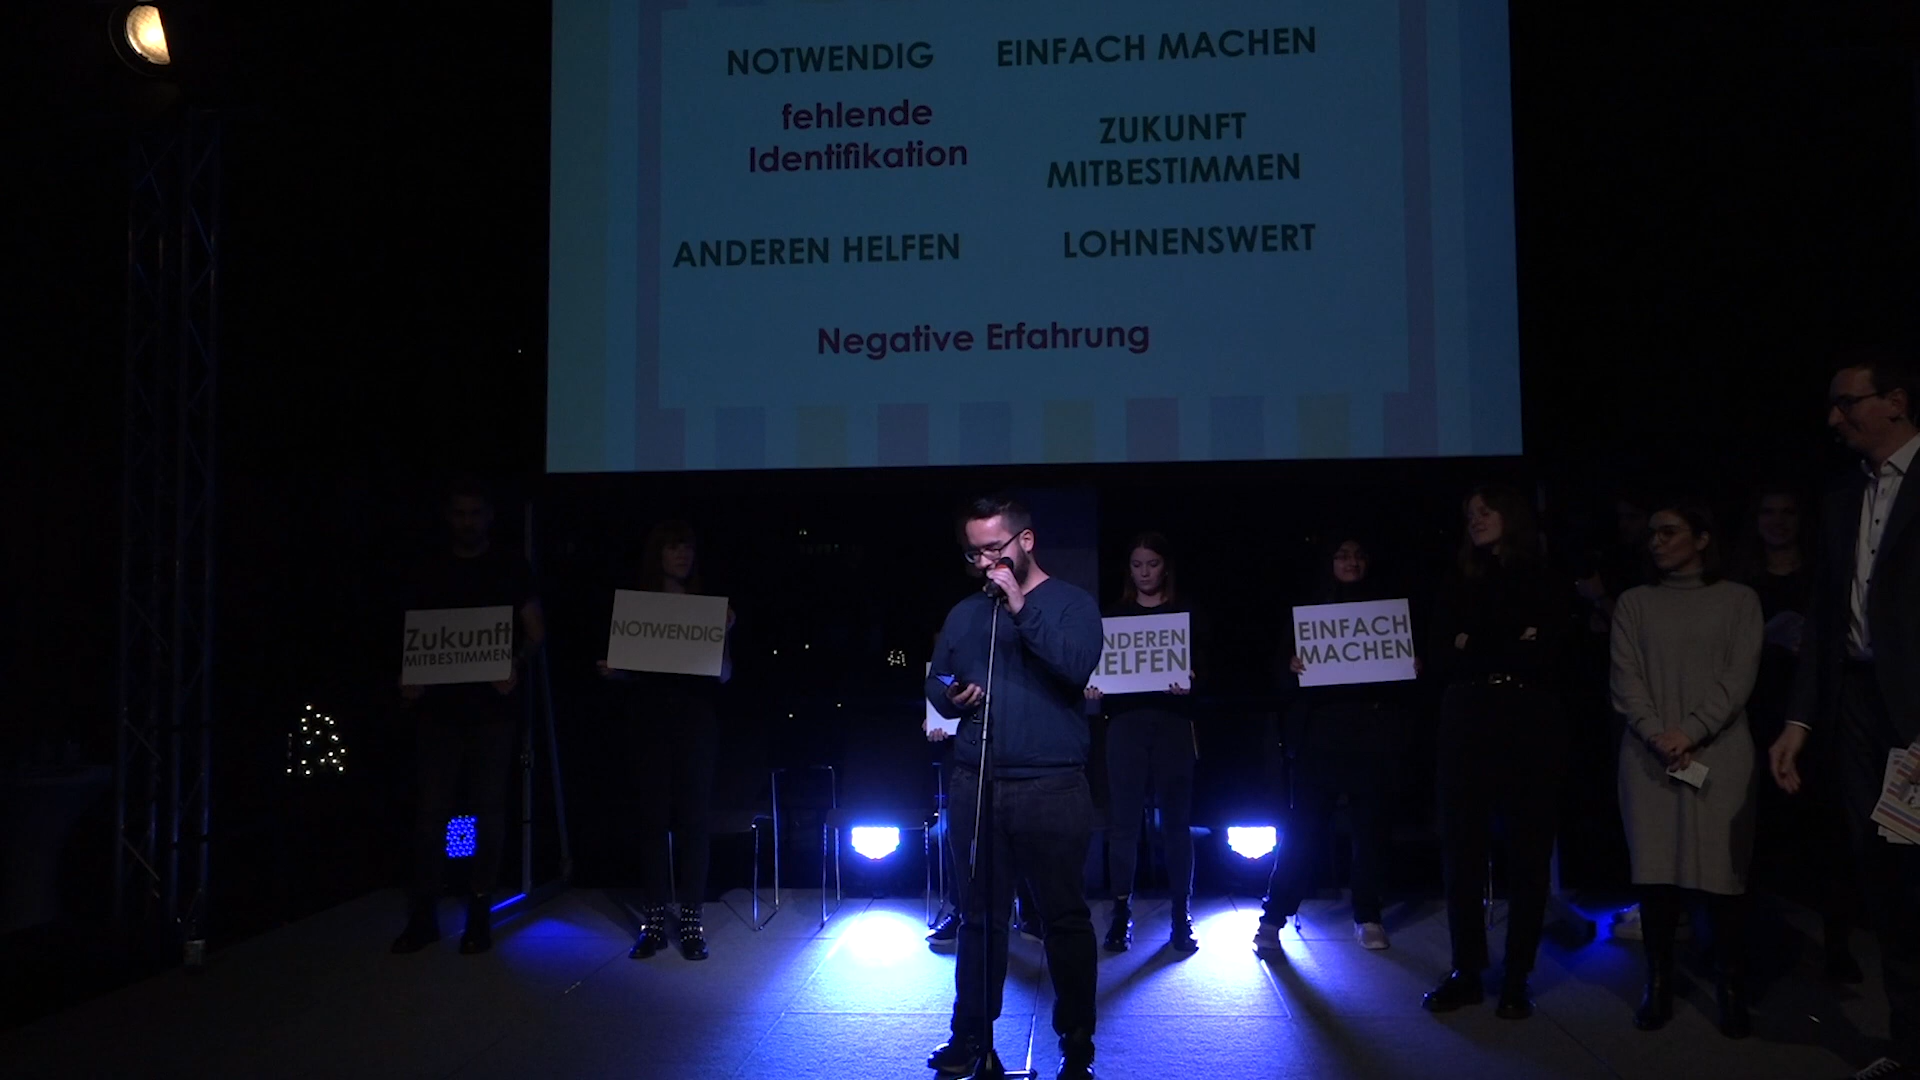 NOTWENDIG
EINFACH MACHEN
fehlende
Identifikation
ZUKUNFT
MITBESTIMMEN
ANDEREN HELFEN
LOHNENSWERT
Negative Erfahrung
Zukunft
MITBESTIMMEN
NOTWENDIG
NDEREN
HELFEN
EINFACH
MACHEN